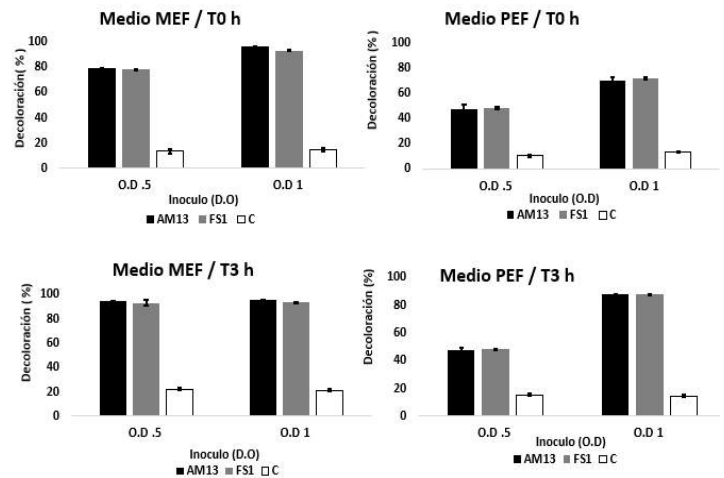 Medio MEF / T0 h
Decoloración( % )
100
80
60
40
20
0
O.D .5
O.D 1
Inoculo (D.O)
AM13 FS1 C
Medio PEF / T0 h
Decoloración (%)
100
80
60
40
20
0
O.D .5
O.D 1
Inoculo (O.D)
AM13 FS1 C
Medio MEF / T3 h
Decoloración (%)
100
80
60
40
20
0
O.D .5
O.D 1
Inoculo (D.O)
AM13 FS1 C
Medio PEF / T3 h
Decoloración (%)
100
80
60
40
20
0
O.D .5
O.D 1
Inoculo (O.D)
AM13 FS1 C